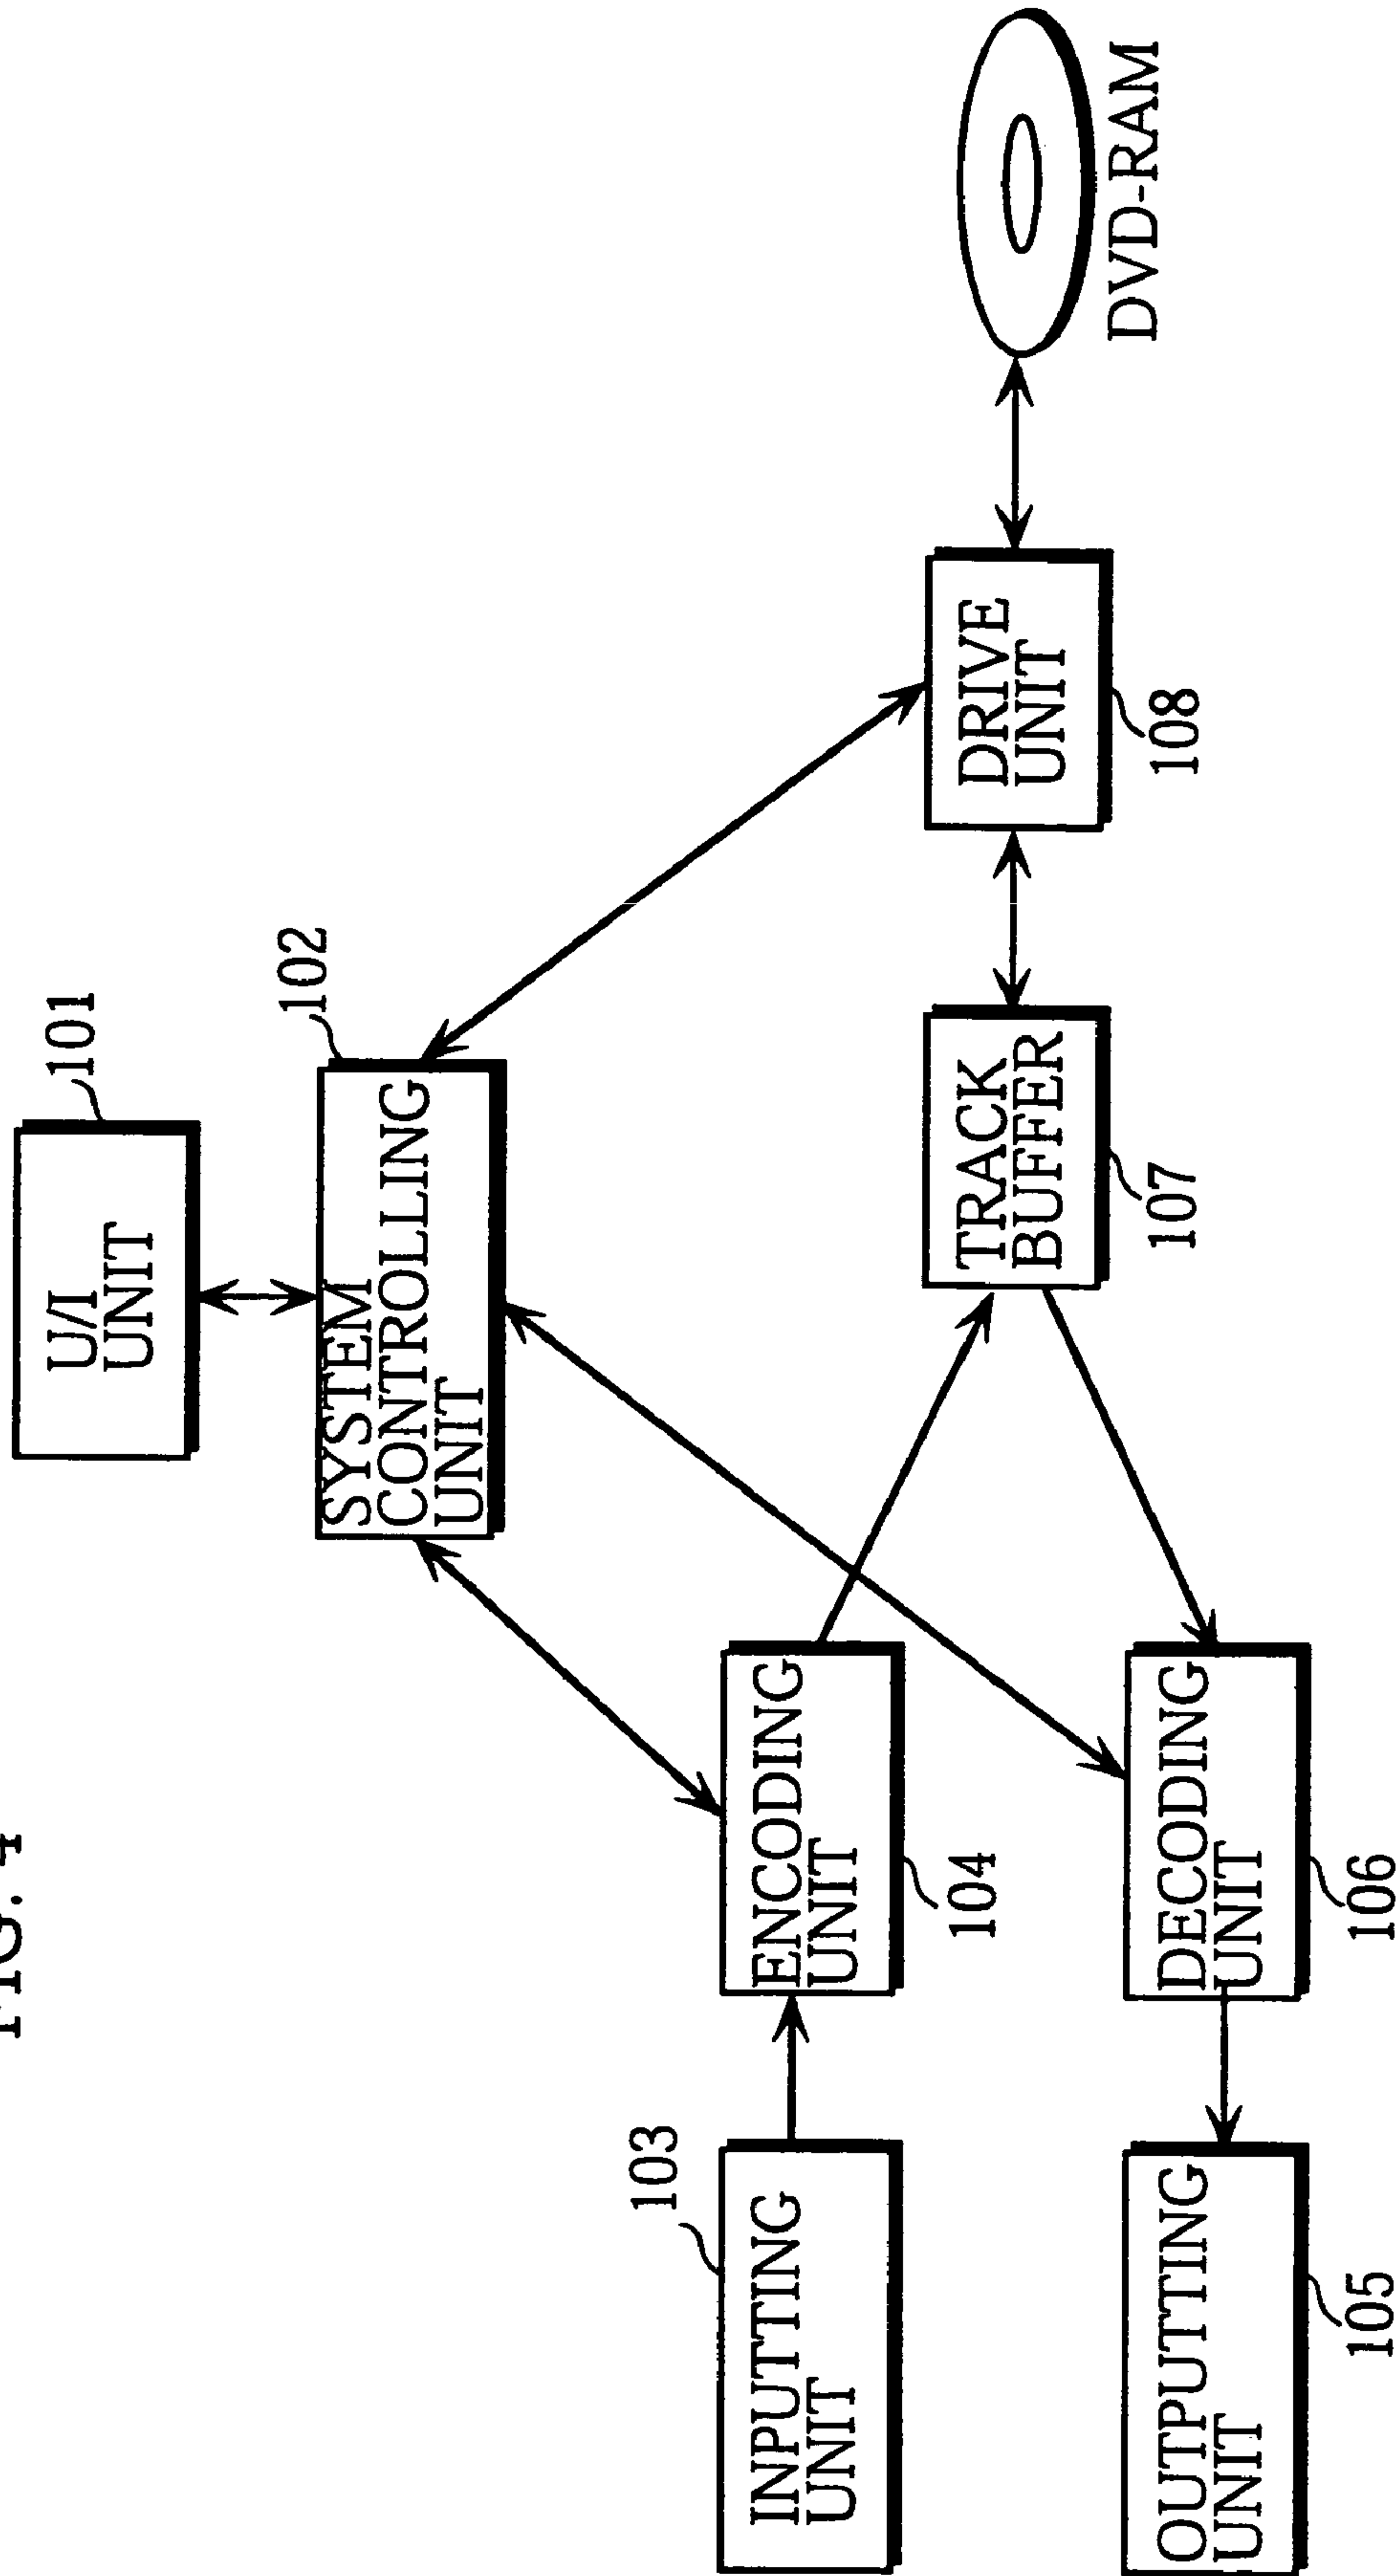 FIG. 4
U/I
UNIT
101
SYSTEM
CONTROLLING
UNIT
102
INPUTTING
UNIT
103
ENCODING
UNIT
104
TRACK
BUFFER
107
DRIVE
UNIT
108
DVD-RAM
OUTPUTTING
UNIT
105
DECODING
UNIT
106